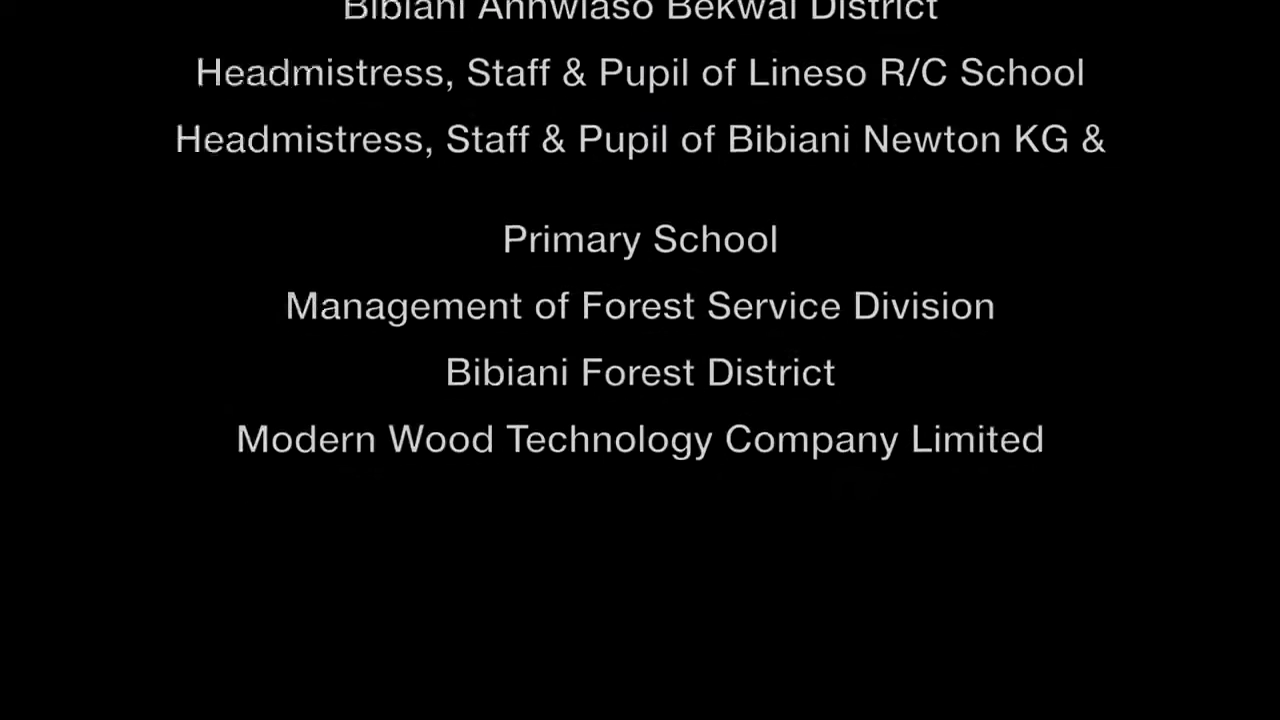 Bibiani Anhwiaso Bekwai District
Headmistress, Staff & Pupil of Lineso R/C School
Headmistress, Staff & Pupil of Bibiani Newton KG &
Primary School
Management of Forest Service Division
Bibiani Forest District
Modern Wood Technology Company Limited